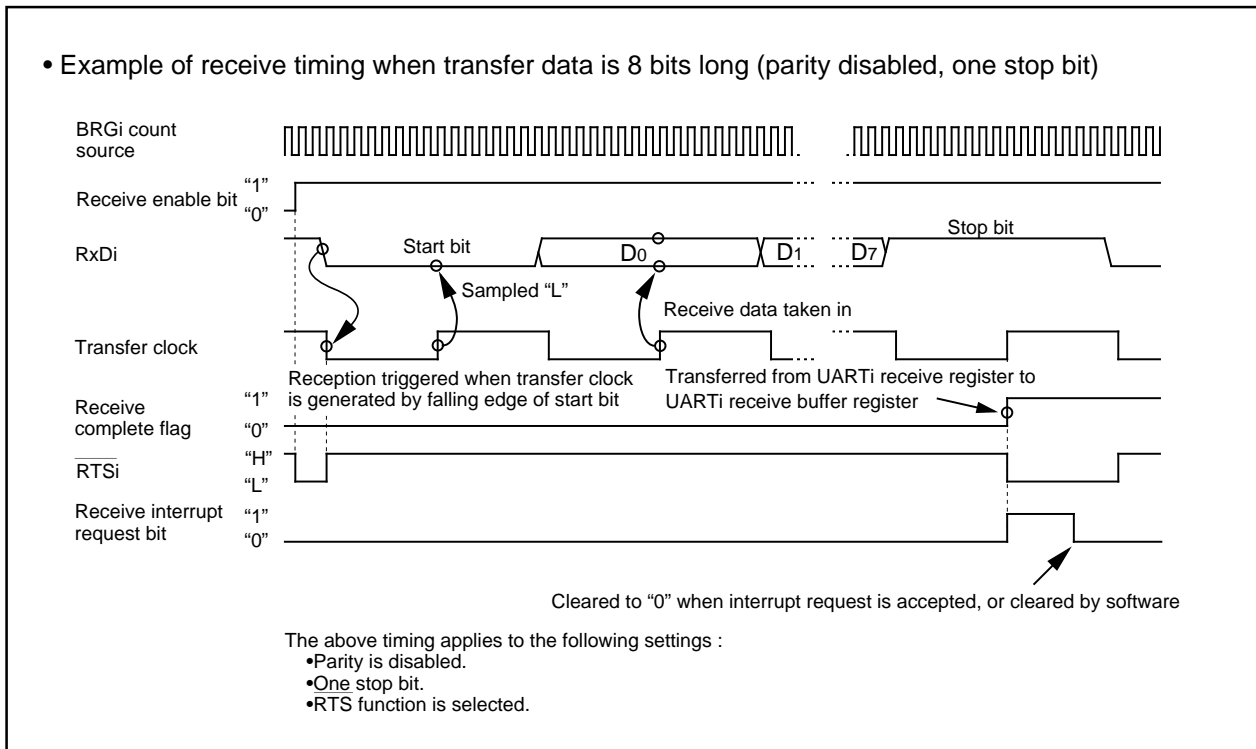 • Example of receive timing when transfer data is 8 bits long (parity disabled, one stop bit)
BRGi count
source
Receive enable bit
“1”
“0”
RxDi
Start bit
D0
D1
D7
Stop bit
Sampled “L”
Receive data taken in
Transfer clock
Reception triggered when transfer clock
is generated by falling edge of start bit
Transferred from UARTi receive register to
UARTi receive buffer register
Receive
complete flag
“1”
“0”
RTSi
“H”
“L”
Receive interrupt
request bit
“1”
“0”
Cleared to “0” when interrupt request is accepted, or cleared by software
The above timing applies to the following settings :
•Parity is disabled.
•One stop bit.
•RTS function is selected.